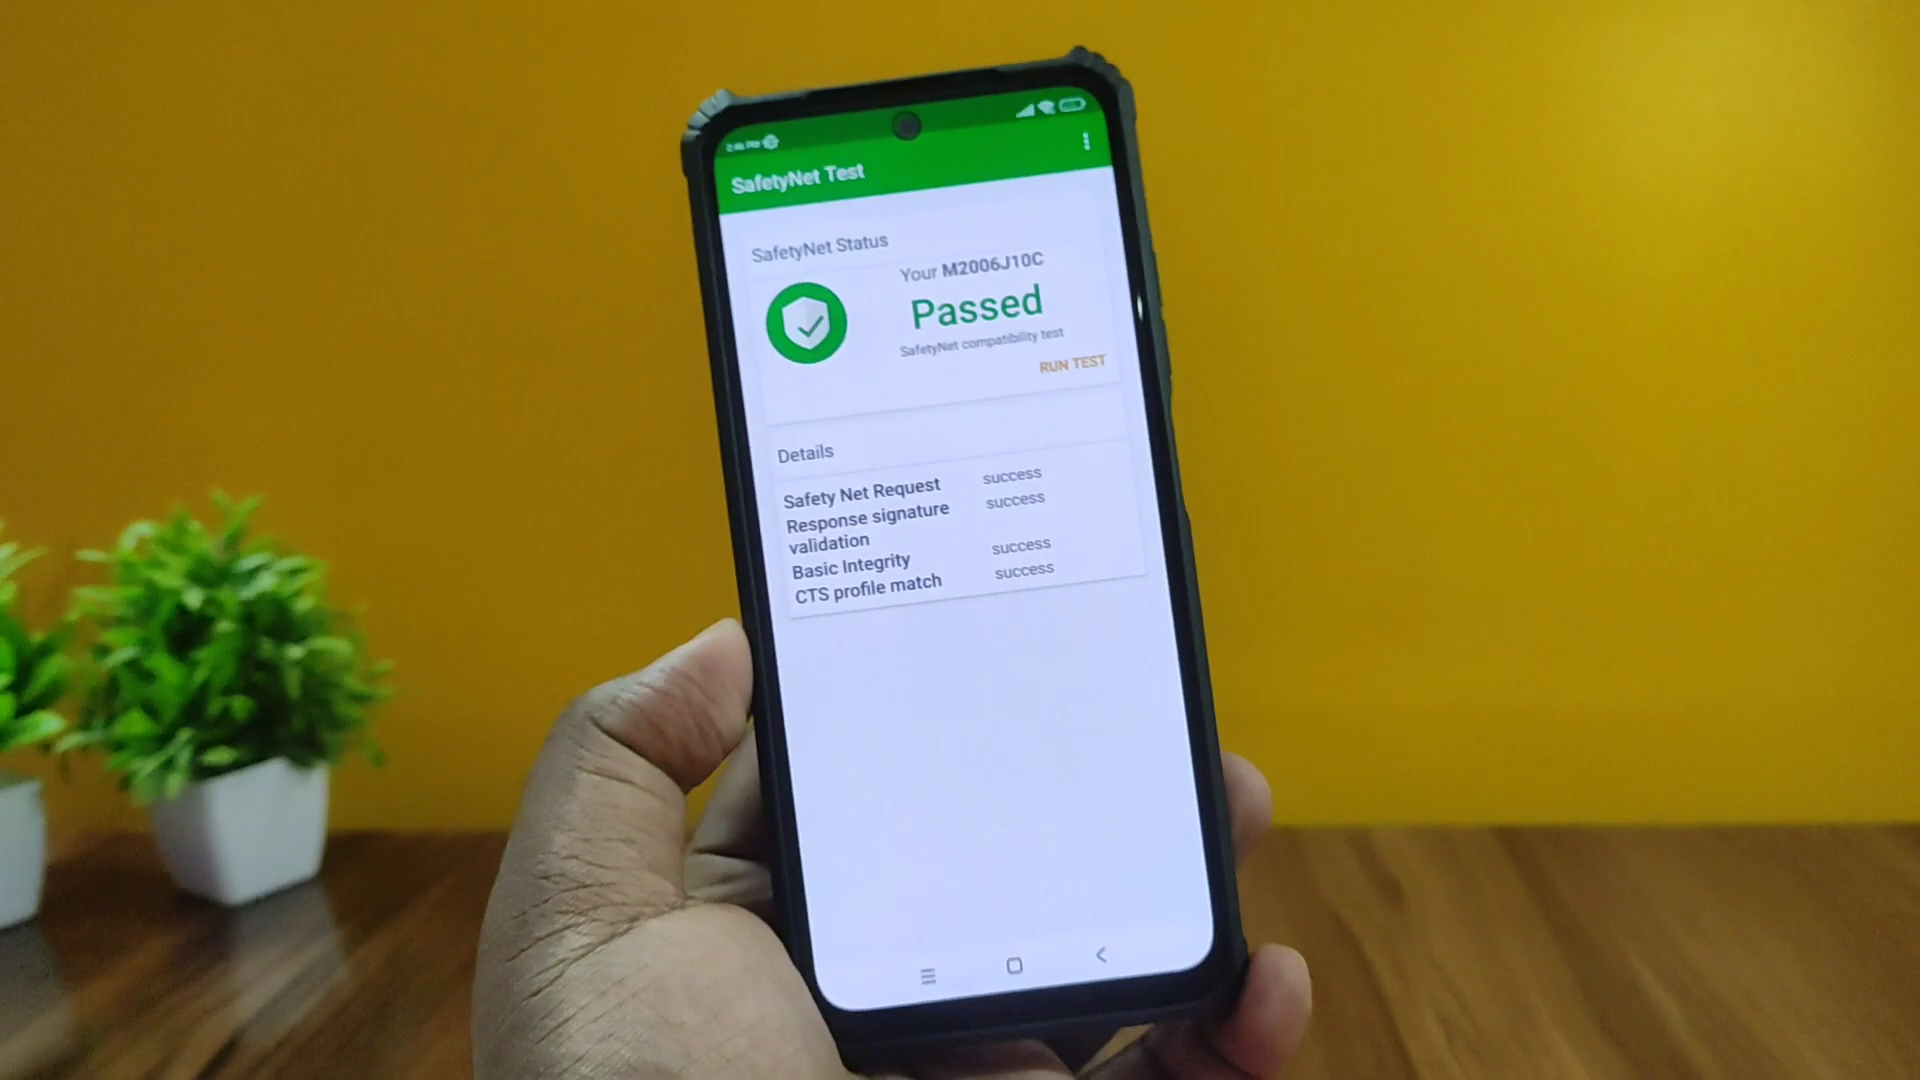 SafetyNet Test
SafetyNet Status
Your M2006J10C
Passed
SafetyNet compatibility test
RUN TEST
Details
Safety Net Request success
Response signature success
validation
Basic Integrity success
CTS profile match success